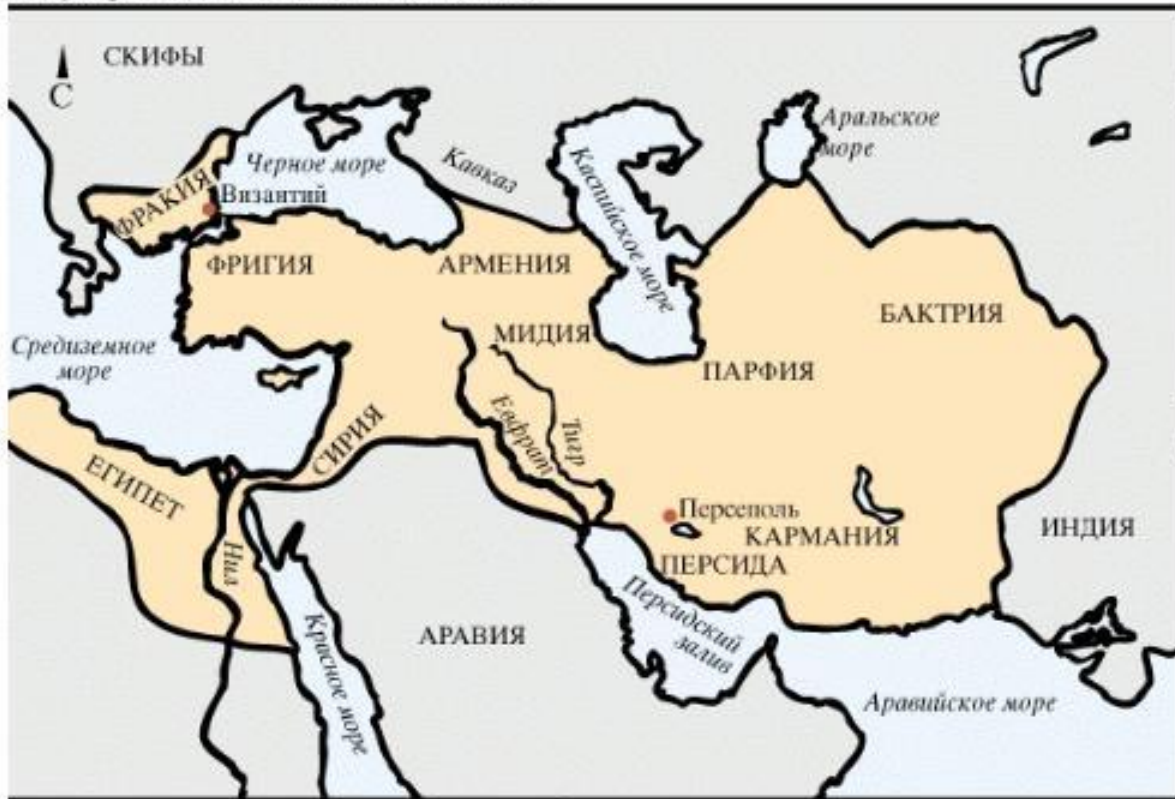 СКИФЫ
С
Черное море
Кавказ
Каспийское море
Аральское
море
ФРАКИЯ
Византий
ФРИГИЯ
АРМЕНИЯ
МИДИЯ
БАКТРИЯ
ПАРФИЯ
Средиземное
море
СИРИЯ
Евфрат
Тигр
ЕГИПЕТ
Нил
Персеполь
КАРМАНИЯ
ПЕРСИДА
ИНДИЯ
АРАВИЯ
Красное море
Персидский
залив
Аравийское море